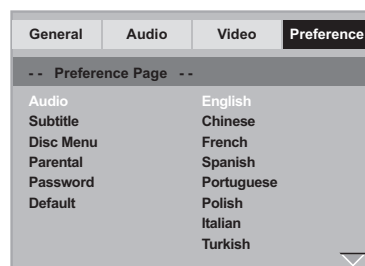 General Audio Video Preference
- - Preference Page - -
Audio English
Subtitle Chinese
Disc Menu French
Parental Spanish
Password Portuguese
Default Polish
Italian
Turkish